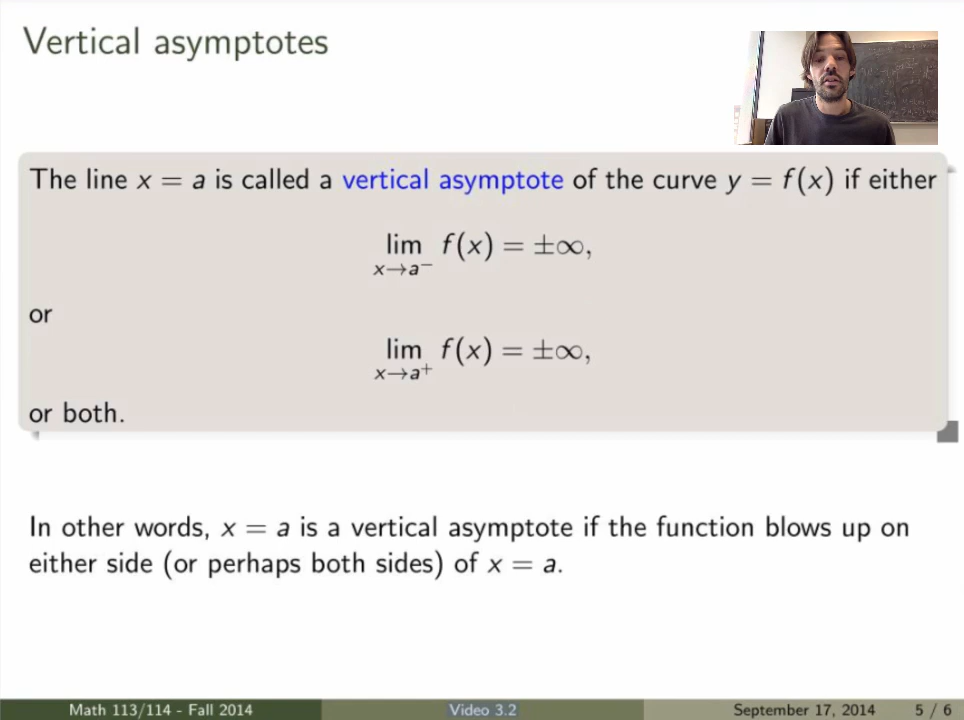 Vertical asymptotes
The line x = a is called a vertical asymptote of the curve y = f(x) if either
lim f(x) = ±∞,
x→a⁻
or
lim f(x) = ±∞,
x→a⁺
or both.
In other words, x = a is a vertical asymptote if the function blows up on
either side (or perhaps both sides) of x = a.
Math 113/114 - Fall 2014 Video 3.2 September 17, 2014 5 / 6